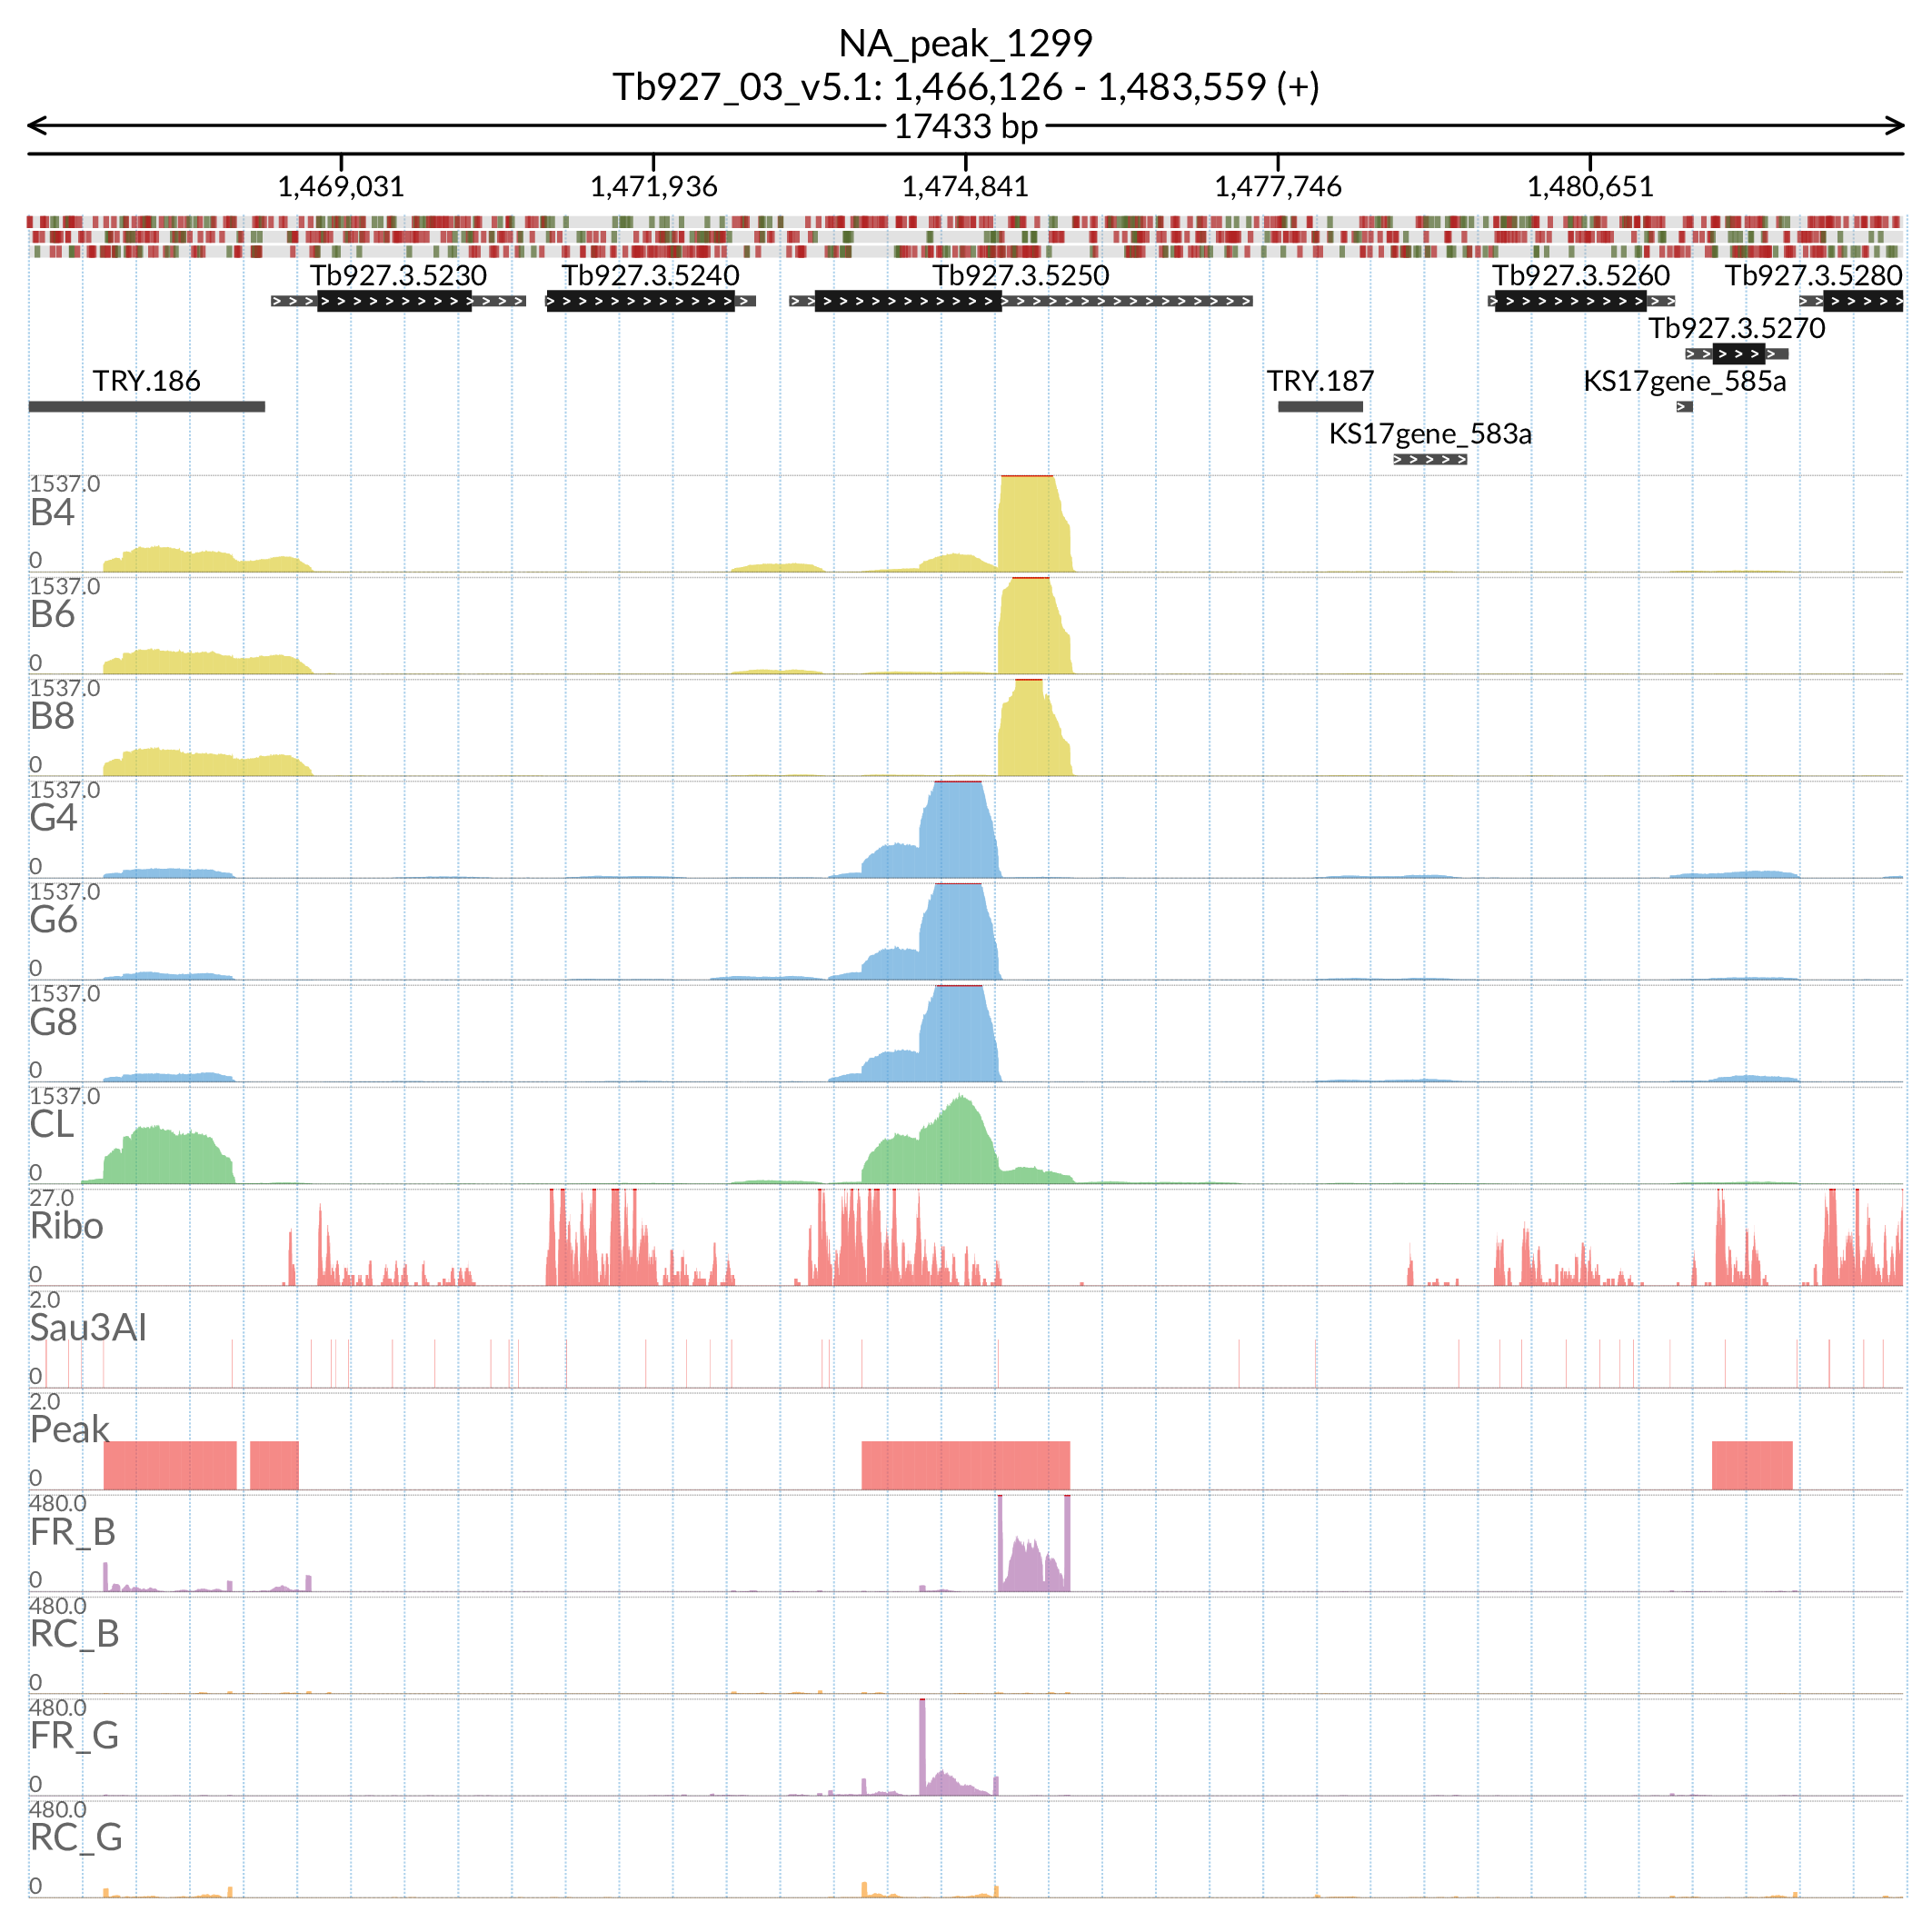 NA_peak_1299
Tb927_03_v5.1: 1,466,126 - 1,483,559 (+)
17433 bp
1,469,031 1,471,936 1,474,841 1,477,746 1,480,651
Tb927.3.5230 Tb927.3.5240 Tb927.3.5250 Tb927.3.5260 Tb927.3.5280
Tb927.3.5270
TRY.186 TRY.187 KS17gene_585a
KS17gene_583a
1537.0
B4
0
1537.0
B6
0
1537.0
B8
0
1537.0
G4
0
1537.0
G6
0
1537.0
G8
0
1537.0
CL
0
27.0
Ribo
0
2.0
Sau3AI
0
2.0
Peak
0
480.0
FR_B
0
480.0
RC_B
0
480.0
FR_G
0
480.0
RC_G
0